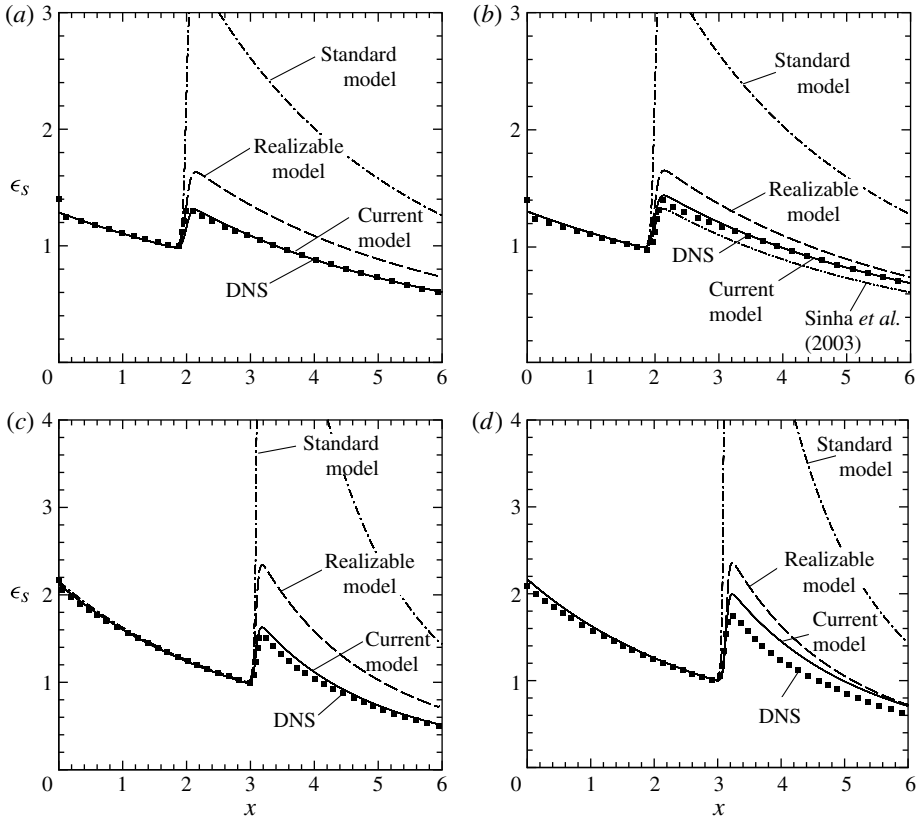 (a)
3
2
1
ϵs
0
1
2
3
4
5
6
Standard
model
Realizable
model
Current
model
DNS
(b)
3
2
1
0
1
2
3
4
5
6
Standard
model
Realizable
model
DNS
Current
model
Sinha et al.
(2003)
(c)
4
3
2
1
ϵs
0
1
2
3
4
5
6
x
Standard
model
Realizable
model
Current
model
DNS
(d)
4
3
2
1
0
1
2
3
4
5
6
x
Standard
model
Realizable
model
Current
model
DNS